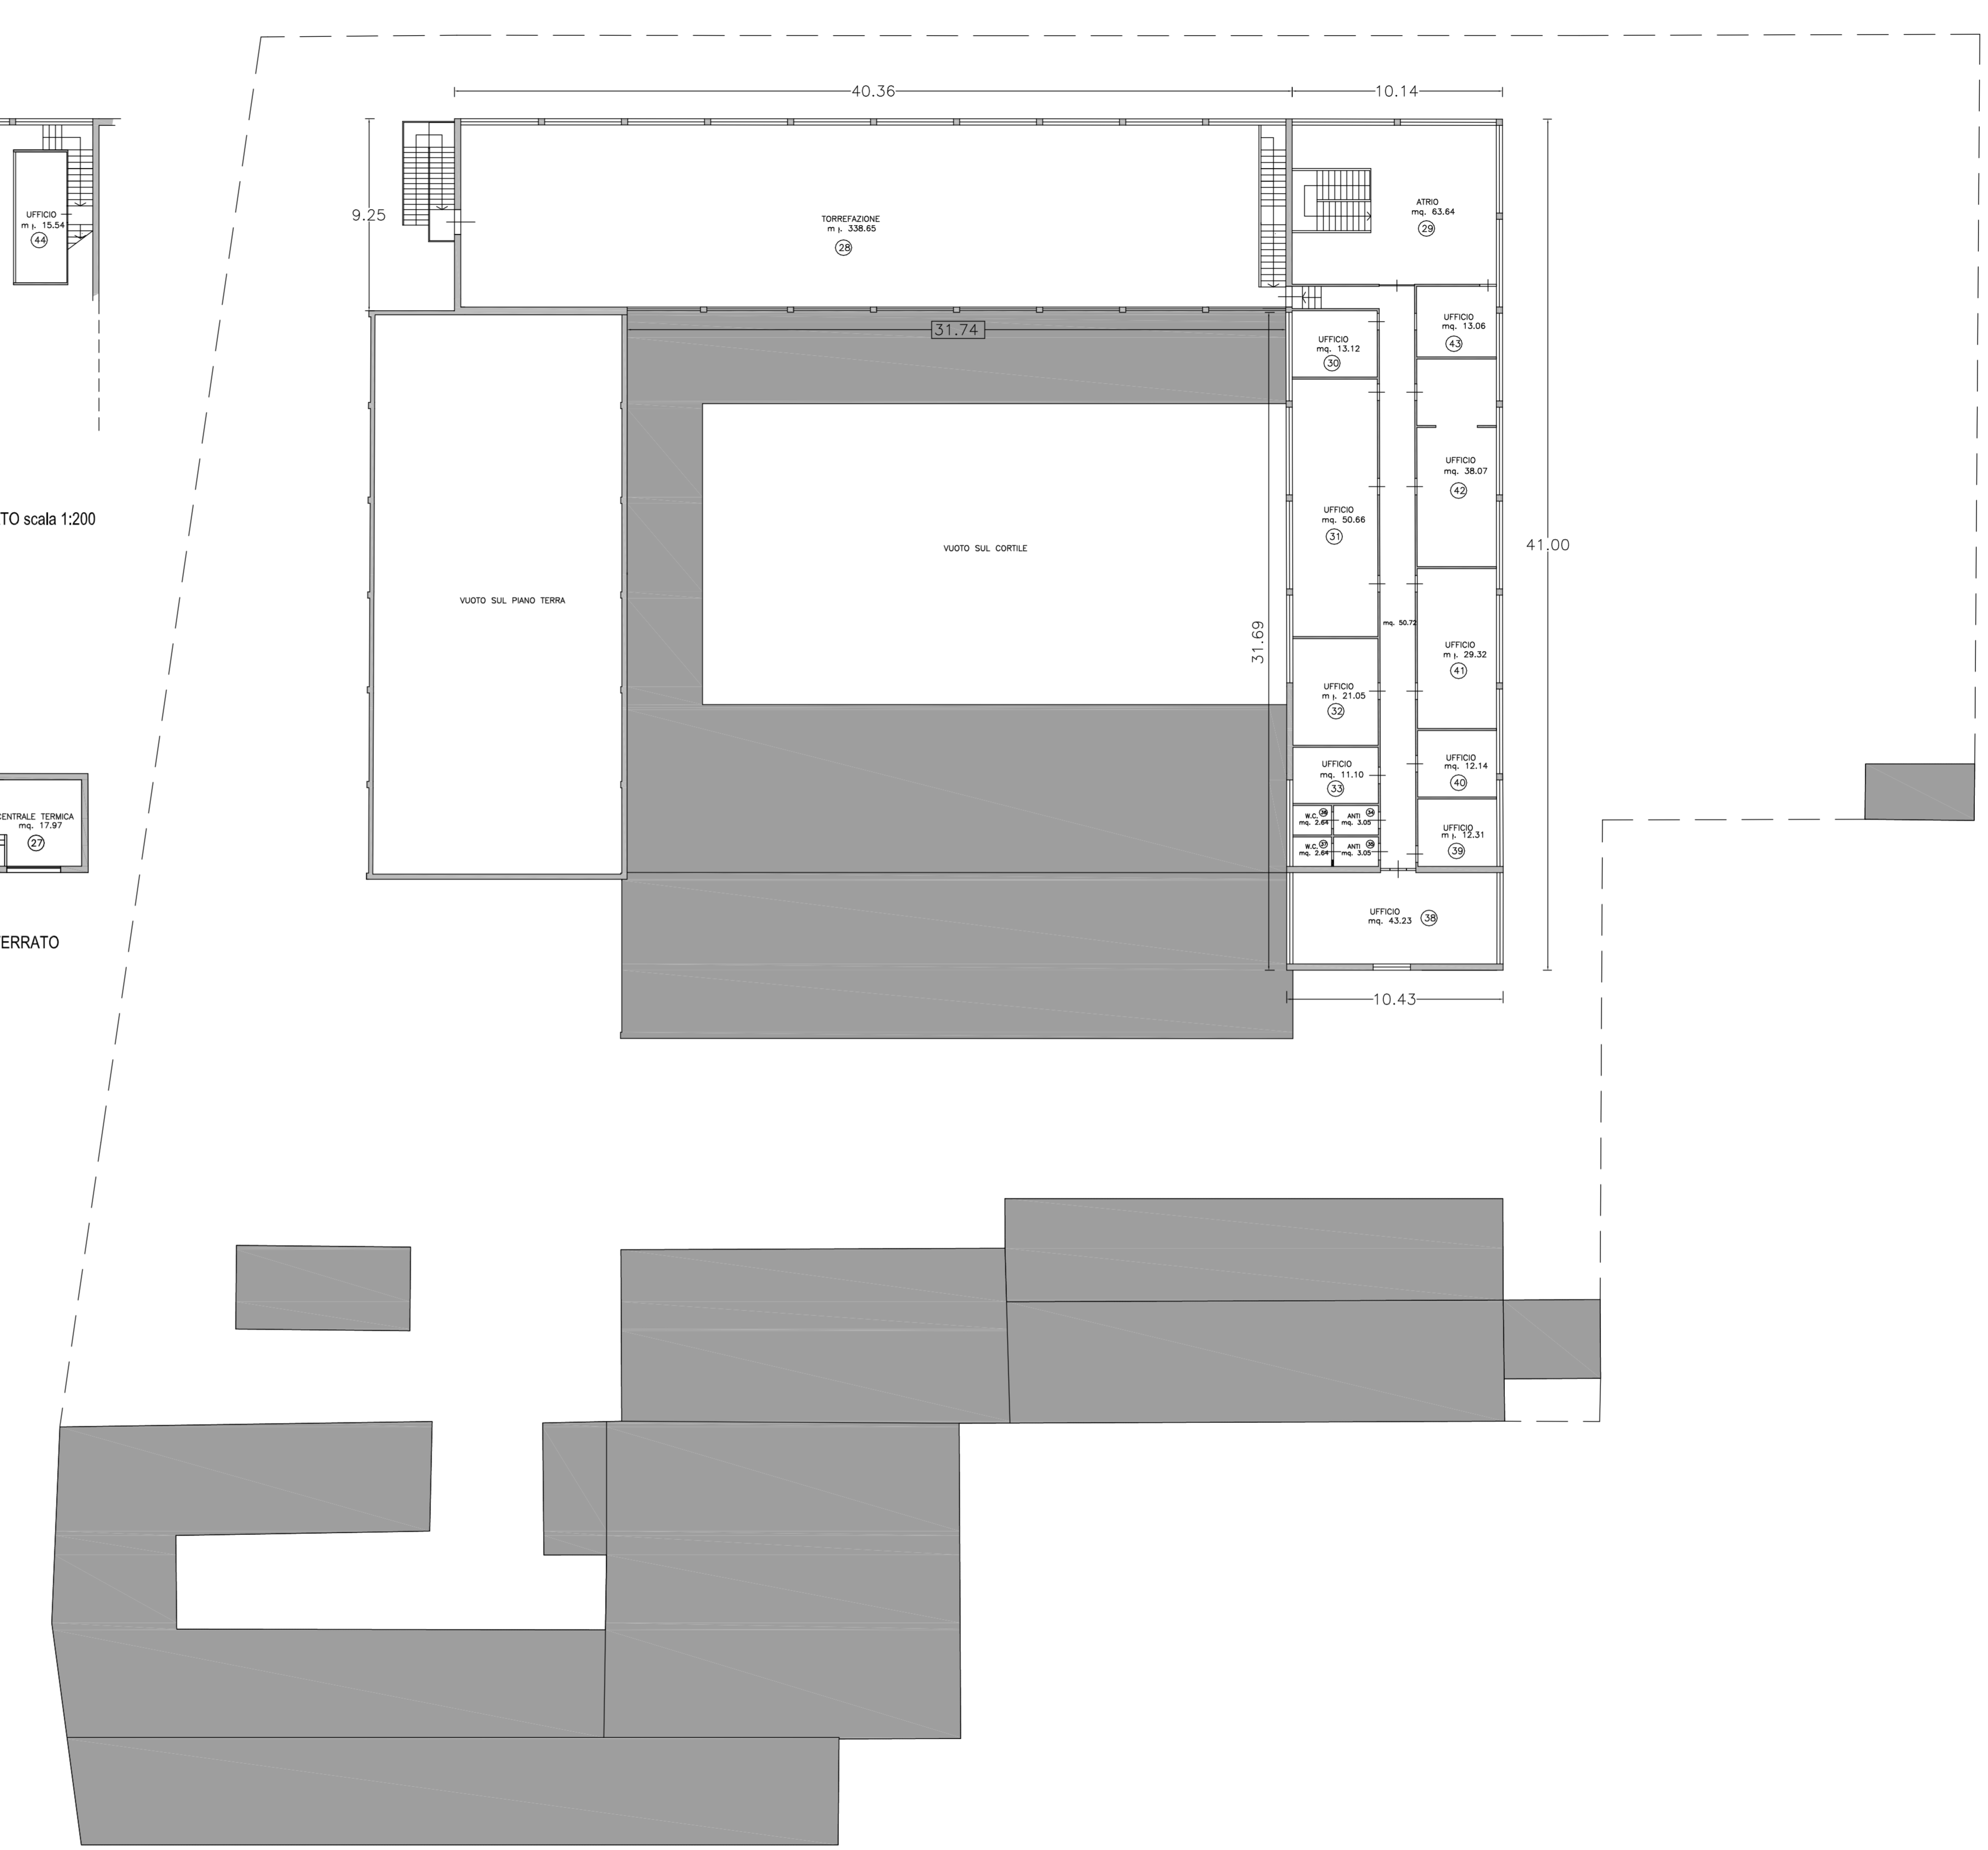 40.36
10.14
9.25
UFFICIO
15.54
44
TORREFAZIONE
338.65
28
ATRIO
mq. 63.64
29
31.74
UFFICIO
mq. 13.06
43
UFFICIO
mq. 13.12
30
UFFICIO
mq. 38.07
42
UFFICIO
mq. 50.66
31
TO scala 1:200
VUOTO SUL CORTILE
41.00
VUOTO SUL PIANO TERRA
mq. 50.72
31.69
UFFICIO
29.32
41
UFFICIO
21.05
32
UFFICIO
mq. 12.14
40
UFFICIO
mq. 11.10
33
CENTRALE TERMICA
mq. 17.97
27
W.C.
mq. 2.64
ANTI
mq. 3.05
UFFICIO
12.31
39
W.C.
mq. 2.64
ANTI
mq. 3.05
UFFICIO
mq. 43.23
38
ERRATO
10.43